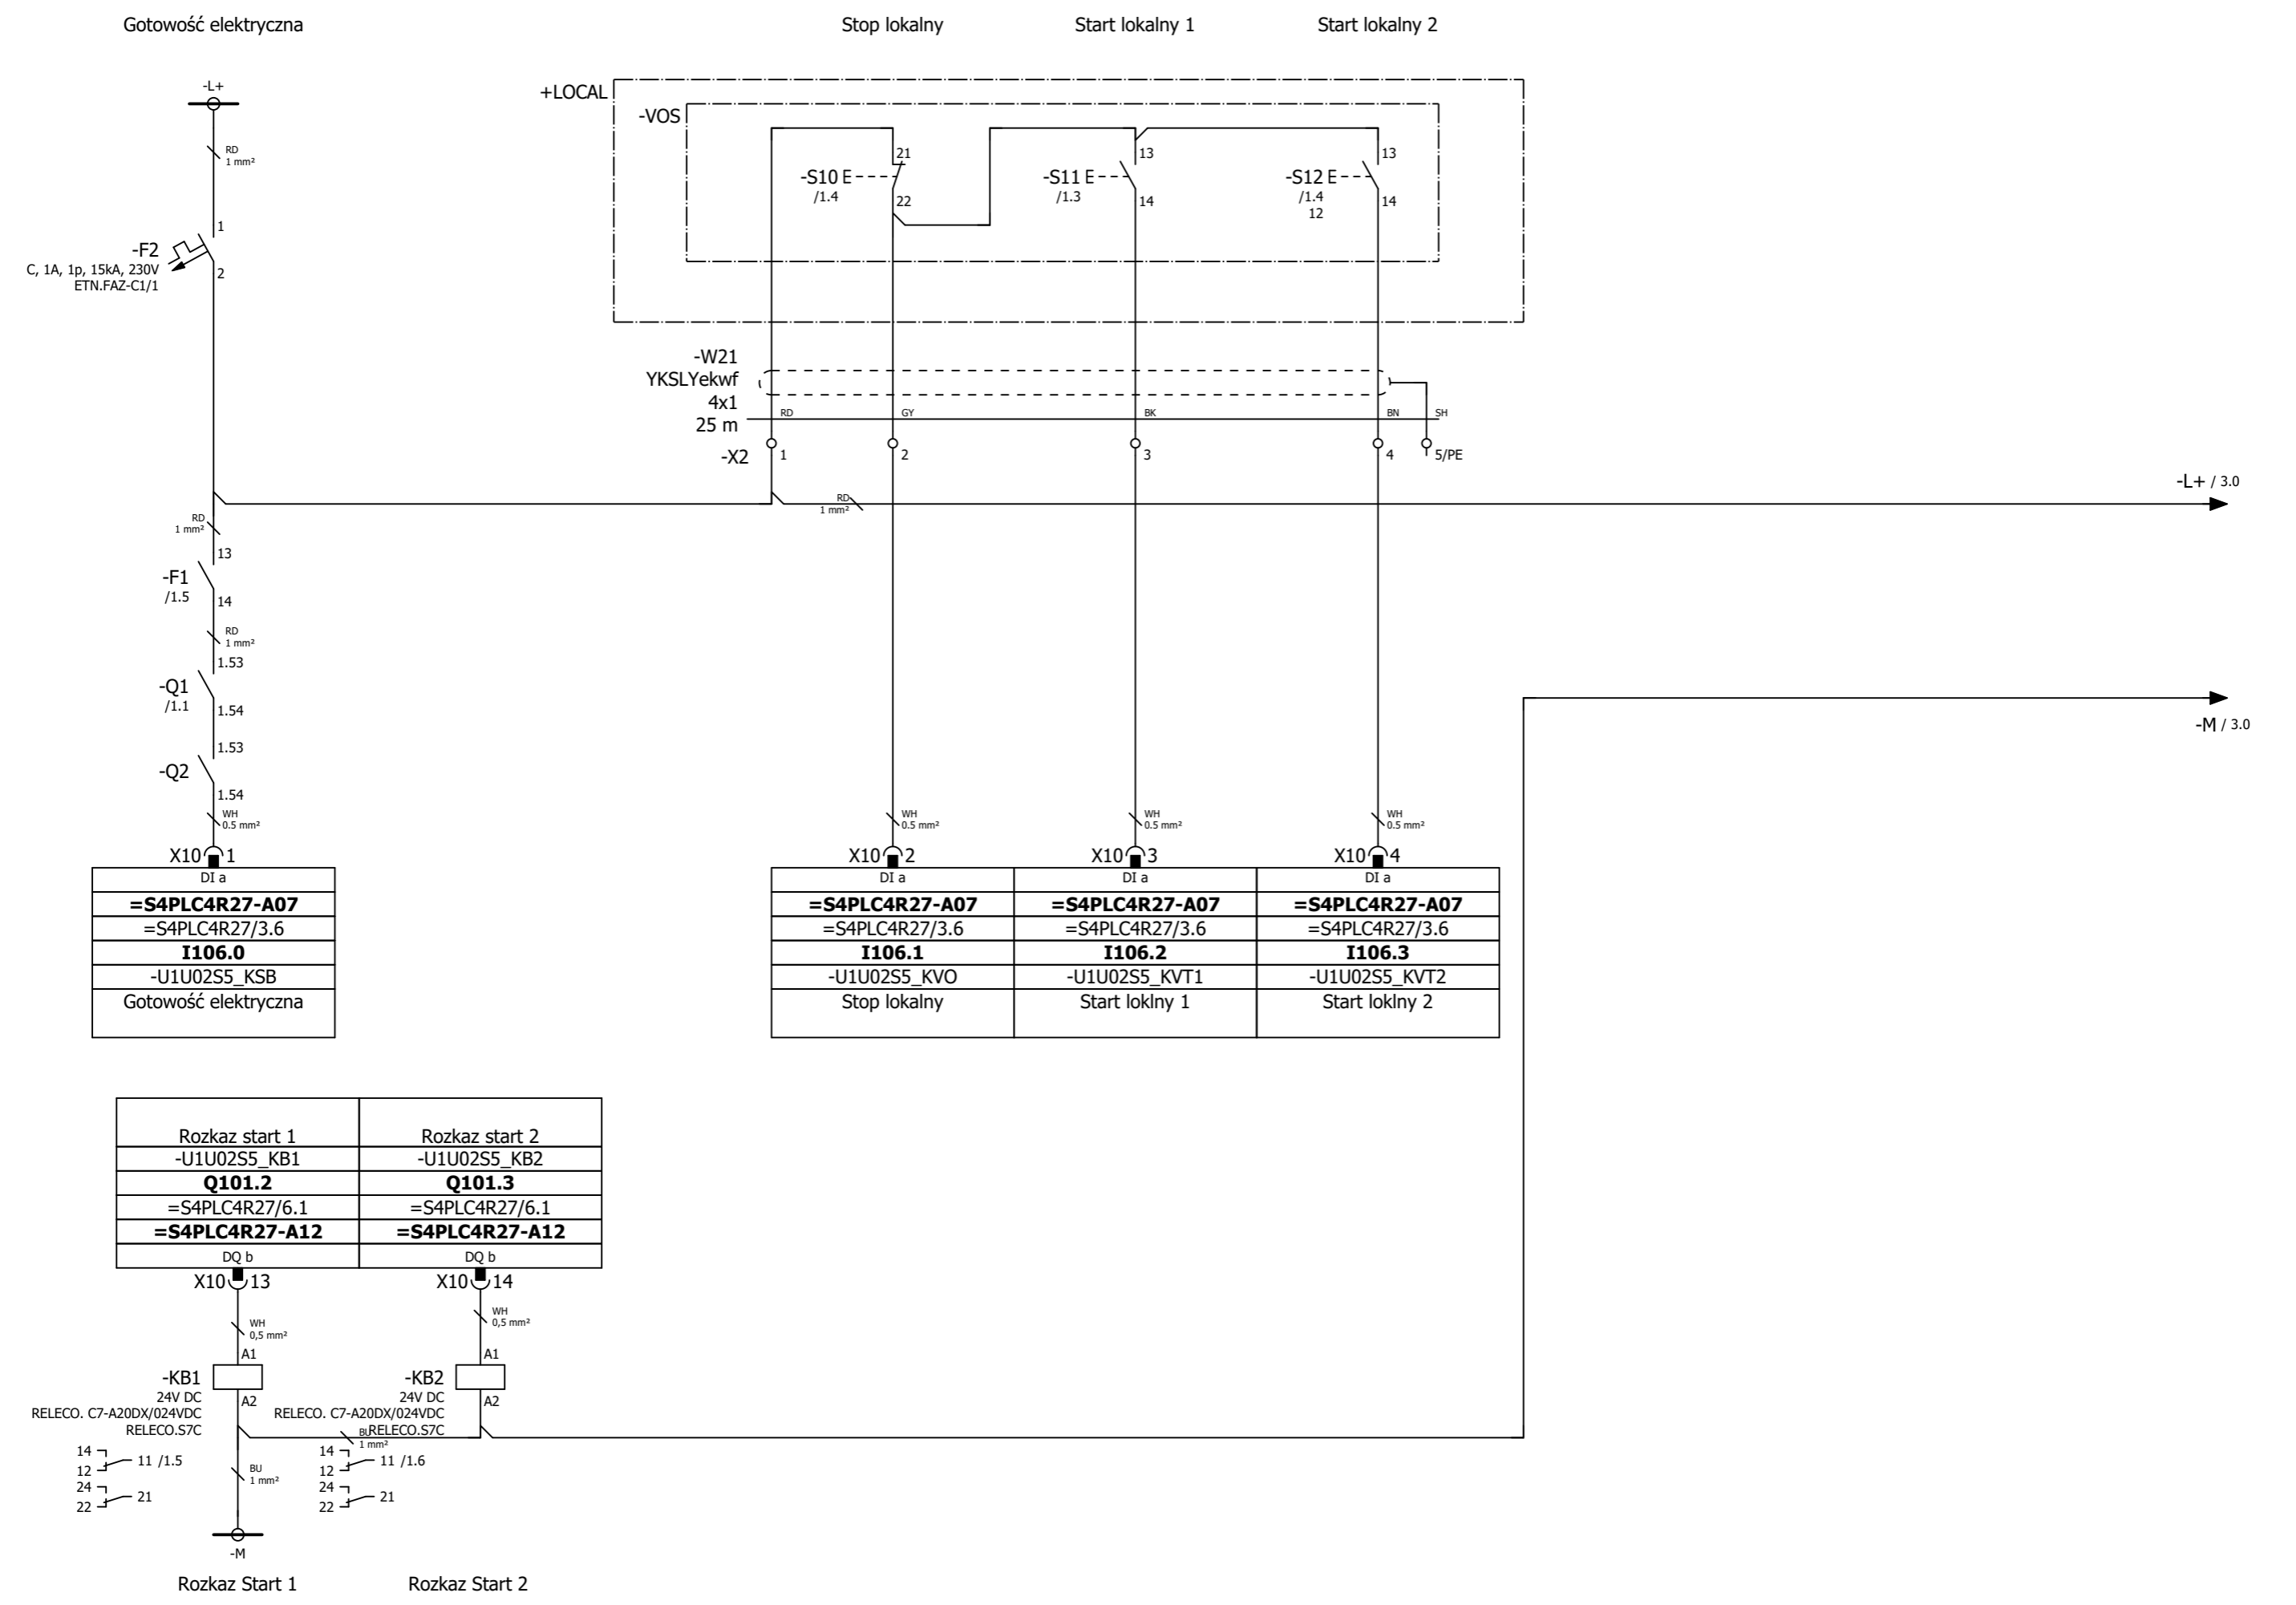 Gotowość elektryczna
Stop lokalny
Start lokalny 1
Start lokalny 2
-L+
+LOCAL
-VOS
RD
1 mm²
21
13
13
-S10 E
-S11 E
-S12 E
/1.4
/1.3
/1.4
22
14
14
12
1
-F2
C, 1A, 1p, 15kA, 230V
2
ETN.FAZ-C1/1
-W21
YKSLYekwf
4x1
RD
GY
BK
BN
SH
25 m
-X2
1
2
3
4
5/PE
-L+ / 3.0
RD
1 mm²
RD
1 mm²
13
-F1
/1.5
14
RD
1 mm²
1.53
-Q1
/1.1
1.54
-M / 3.0
1.53
-Q2
1.54
WH
0.5 mm²
WH
0.5 mm²
WH
0.5 mm²
WH
0.5 mm²
X10 1
X10 2
X10 3
X10 4
DI a
DI a
DI a
DI a
=S4PLC4R27-A07
=S4PLC4R27-A07
=S4PLC4R27-A07
=S4PLC4R27-A07
=S4PLC4R27/3.6
=S4PLC4R27/3.6
=S4PLC4R27/3.6
=S4PLC4R27/3.6
I106.0
I106.1
I106.2
I106.3
-U1U02S5_KSB
-U1U02S5_KVO
-U1U02S5_KVT1
-U1U02S5_KVT2
Gotowość elektryczna
Stop lokalny
Start loklny 1
Start loklny 2
Rozkaz start 1
Rozkaz start 2
-U1U02S5_KB1
-U1U02S5_KB2
Q101.2
Q101.3
=S4PLC4R27/6.1
=S4PLC4R27/6.1
=S4PLC4R27-A12
=S4PLC4R27-A12
DQ b
DQ b
X10 13
X10 14
WH
0,5 mm²
WH
0,5 mm²
A1
A1
-KB1
-KB2
24V DC
24V DC
A2
A2
RELECO. C7-A20DX/024VDC
RELECO. C7-A20DX/024VDC
RELECO.S7C
RELECO.S7C
BU
1 mm²
14
12
11 /1.5
24
22
21
BU
1 mm²
14
12
11 /1.6
24
22
21
-M
Rozkaz Start 1
Rozkaz Start 2